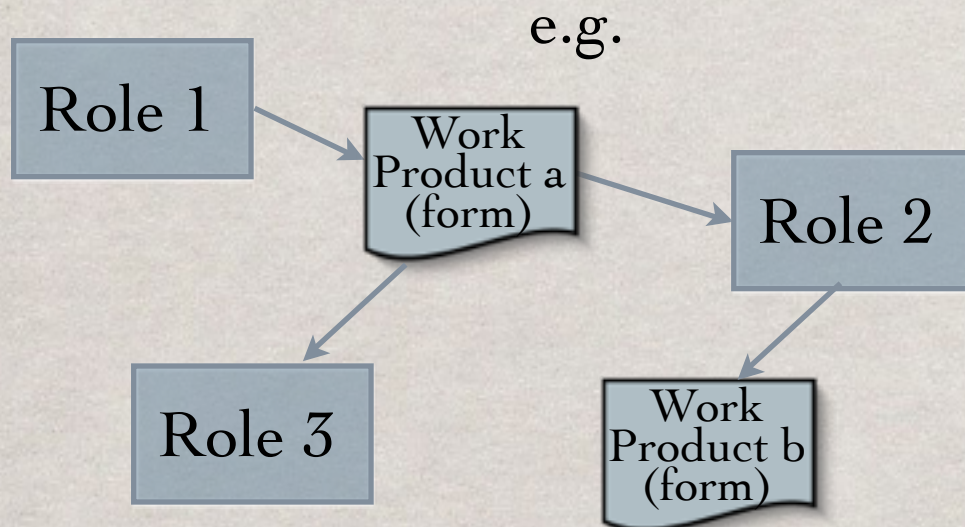 e.g.
Role 1
Work
Product a
(form)
Role 2
Role 3
Work
Product b
(form)